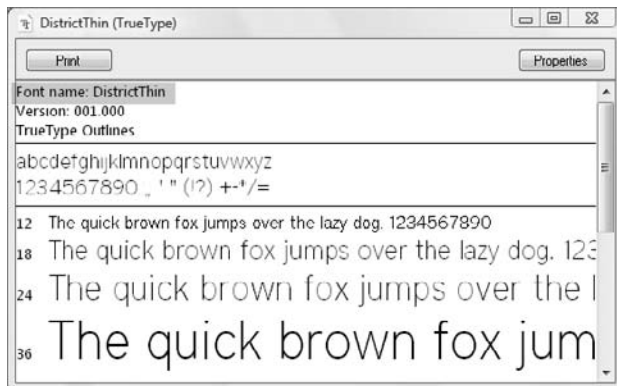 DistrictThin (TrueType)
Print Properties
Font name: DistrictThin
Version: 001.000
TrueType Outlines
abcdefghijklmnopqrstuvwxyz
1234567890 ., ' " (!?) +-*/=
12 The quick brown fox jumps over the lazy dog. 1234567890
18 The quick brown fox jumps over the lazy dog. 123
24 The quick brown fox jumps over the l
36 The quick brown fox jum